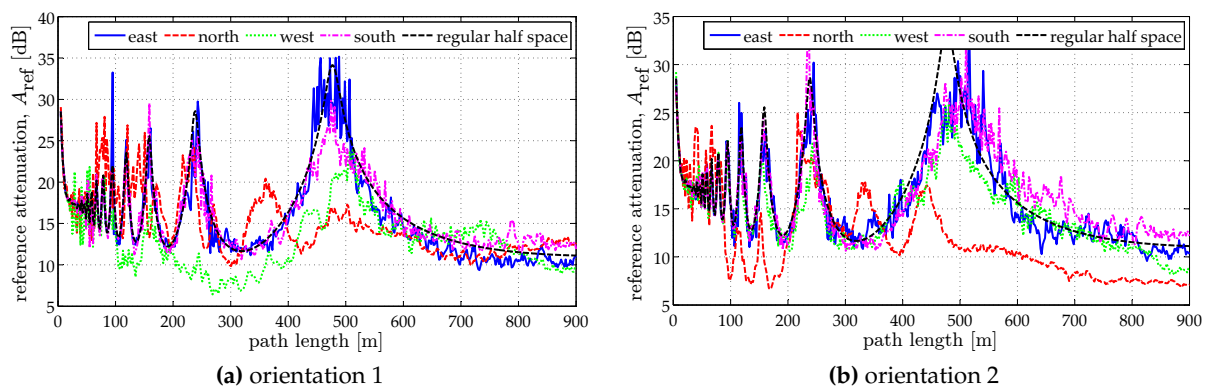 40
35
30
25
20
15
10
5
reference attenuation, A_ref [dB]
east north west south regular half space
0 100 200 300 400 500 600 700 800 900
path length [m]
(a) orientation 1
35
30
25
20
15
10
5
reference attenuation, A_ref [dB]
east north west south regular half space
0 100 200 300 400 500 600 700 800 900
path length [m]
(b) orientation 2